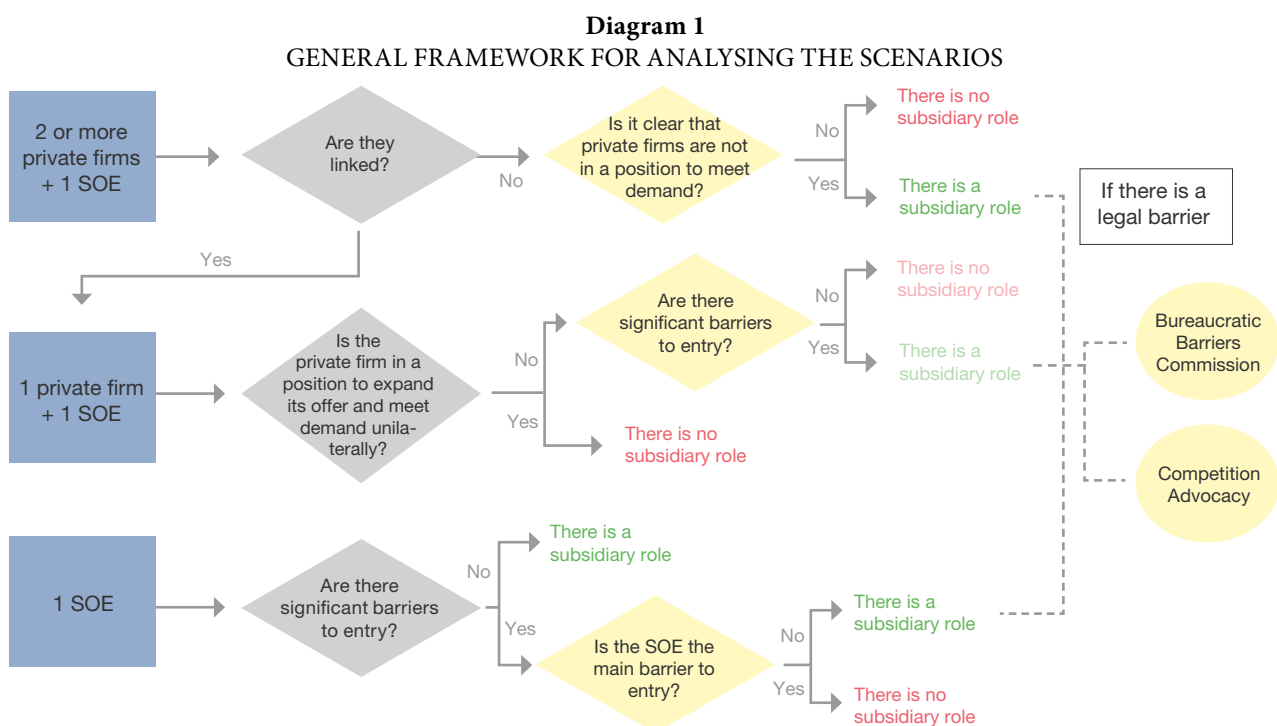 Diagram 1
GENERAL FRAMEWORK FOR ANALYSING THE SCENARIOS
2 or more
private firms
+ 1 SOE
Are they
linked?
No
Yes
Is it clear that
private firms are not
in a position to meet
demand?
No
Yes
There is no
subsidiary role
There is a
subsidiary role
If there is a
legal barrier
1 private firm
+ 1 SOE
Is the
private firm in a
position to expand
its offer and meet
demand unila-
terally?
No
Yes
Are there
significant barriers
to entry?
No
Yes
There is no
subsidiary role
There is a
subsidiary role
There is no
subsidiary role
Bureaucratic
Barriers
Commission
Competition
Advocacy
1 SOE
Are there
significant barriers
to entry?
No
Yes
There is a
subsidiary role
Is the SOE the
main barrier to
entry?
No
Yes
There is a
subsidiary role
There is no
subsidiary role